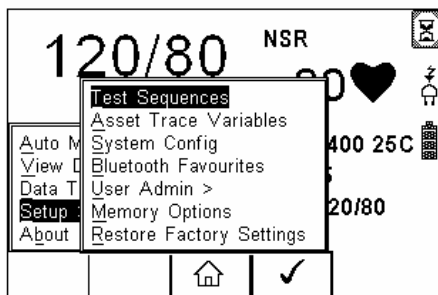 120/80 NSR
Test Sequences
Asset Trace Variables
Auto System Config 400 25C
View Bluetooth Favourites
Data User Admin >
Setup Memory Options 20/80
About Restore Factory Settings